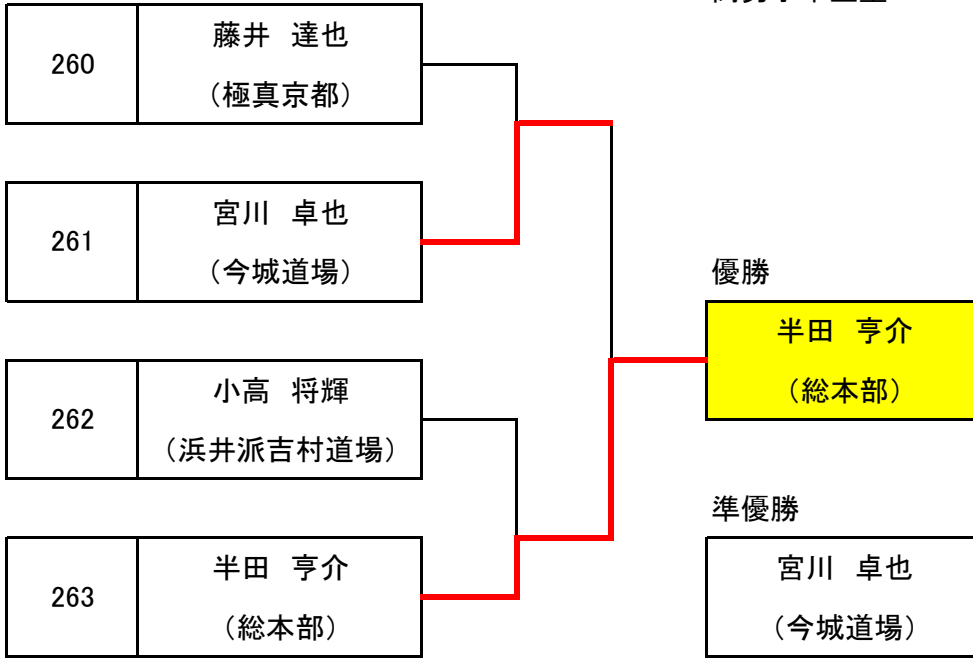 260
藤井 達也
（極真京都）
261
宮川 卓也
（今城道場）
優勝
半田 亨介
（総本部）
262
小高 将輝
（浜井派吉村道場）
準優勝
263
半田 亨介
（総本部）
宮川 卓也
（今城道場）